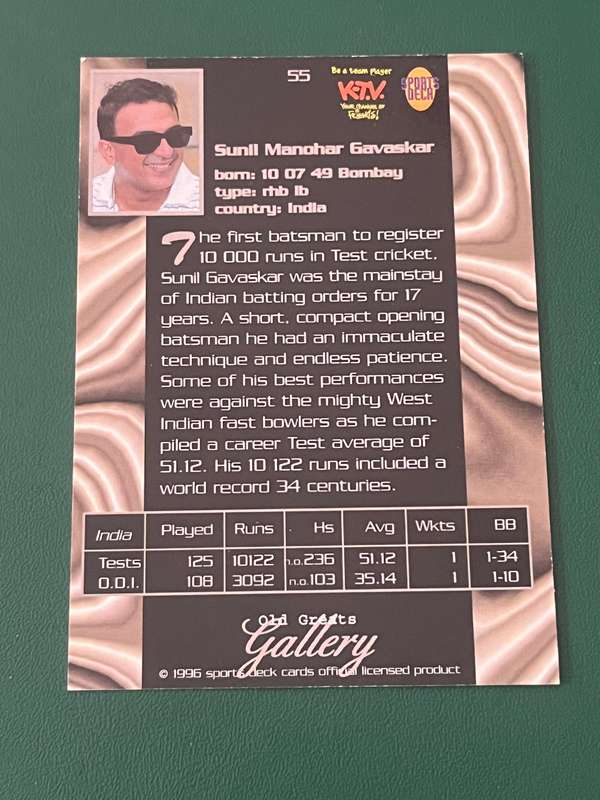 55
Be a team player
K-T.V.
Your Channel of Friends!
SPORTS DECK
Sunil Manohar Gavaskar
born: 10 07 49 Bombay
type: rhb lb
country: India
The first batsman to register
10 000 runs in Test cricket.
Sunil Gavaskar was the mainstay
of Indian batting orders for 17
years. A short, compact opening
batsman he had an immaculate
technique and endless patience.
Some of his best performances
were against the mighty West
Indian fast bowlers as he com-
piled a career Test average of
51.12. His 10 122 runs included a
world record 34 centuries.
India Played Runs Hs Avg Wkts BB
Tests 125 10122 n.o.236 51.12 1 1-34
O.D.I. 108 3092 n.o.103 35.14 1 1-10
Old Greats
Gallery
© 1996 sports deck cards official licensed product